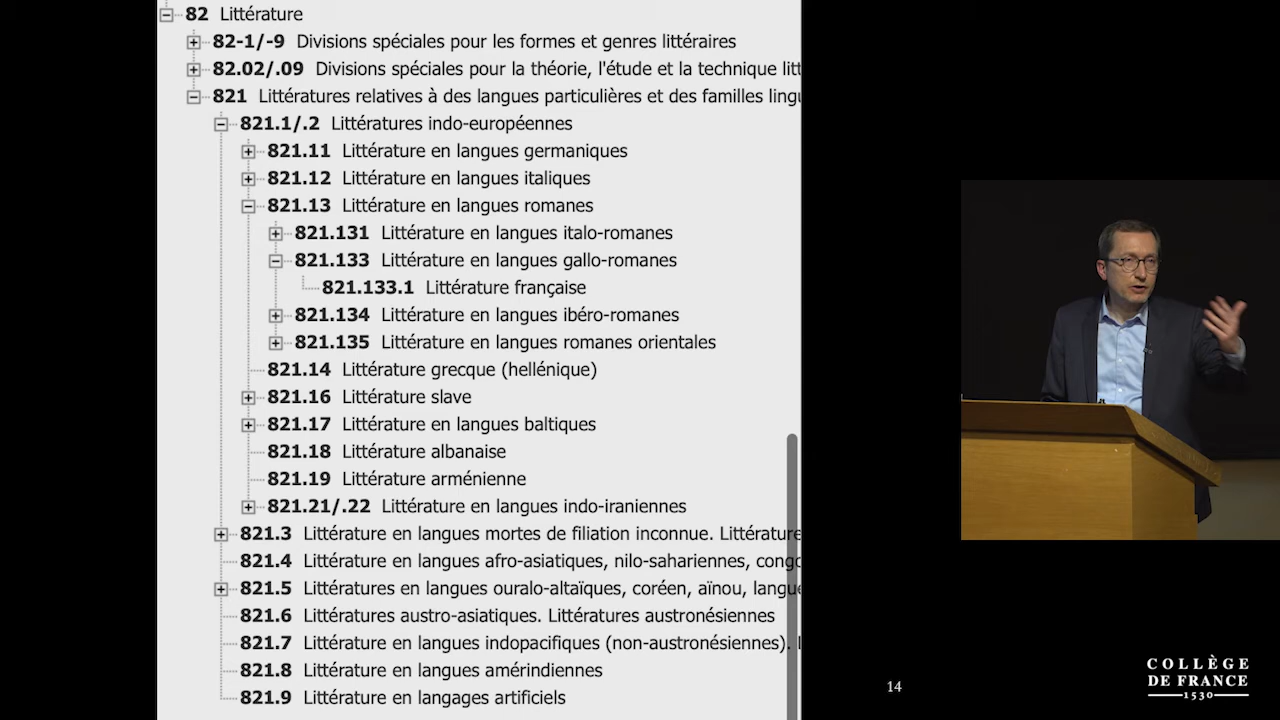 82 Littérature
82-1/-9 Divisions spéciales pour les formes et genres littéraires
82.02/.09 Divisions spéciales pour la théorie, l'étude et la technique
821 Littératures relatives à des langues particulières et des familles
821.1/.2 Littératures indo-européennes
821.11 Littérature en langues germaniques
821.12 Littérature en langues italiques
821.13 Littérature en langues romanes
821.131 Littérature en langues italo-romanes
821.133 Littérature en langues gallo-romanes
821.133.1 Littérature française
821.134 Littérature en langues ibéro-romanes
821.135 Littérature en langues romanes orientales
821.14 Littérature grecque (hellénique)
821.16 Littérature slave
821.17 Littérature en langues baltiques
821.18 Littérature albanaise
821.19 Littérature arménienne
821.21/.22 Littérature en langues indo-iraniennes
821.3 Littérature en langues mortes de filiation inconnue. Littérature
821.4 Littérature en langues afro-asiatiques, nilo-sahariennes,
821.5 Littératures en langues ouralo-altaïques, coréen, aïnou,
821.6 Littératures austro-asiatiques. Littératures austronésiennes
821.7 Littérature en langues indopacifiques (non-austronésiennes).
821.8 Littérature en langues amérindiennes
821.9 Littérature en langages artificiels
14
COLLÈGE
DE FRANCE
1530